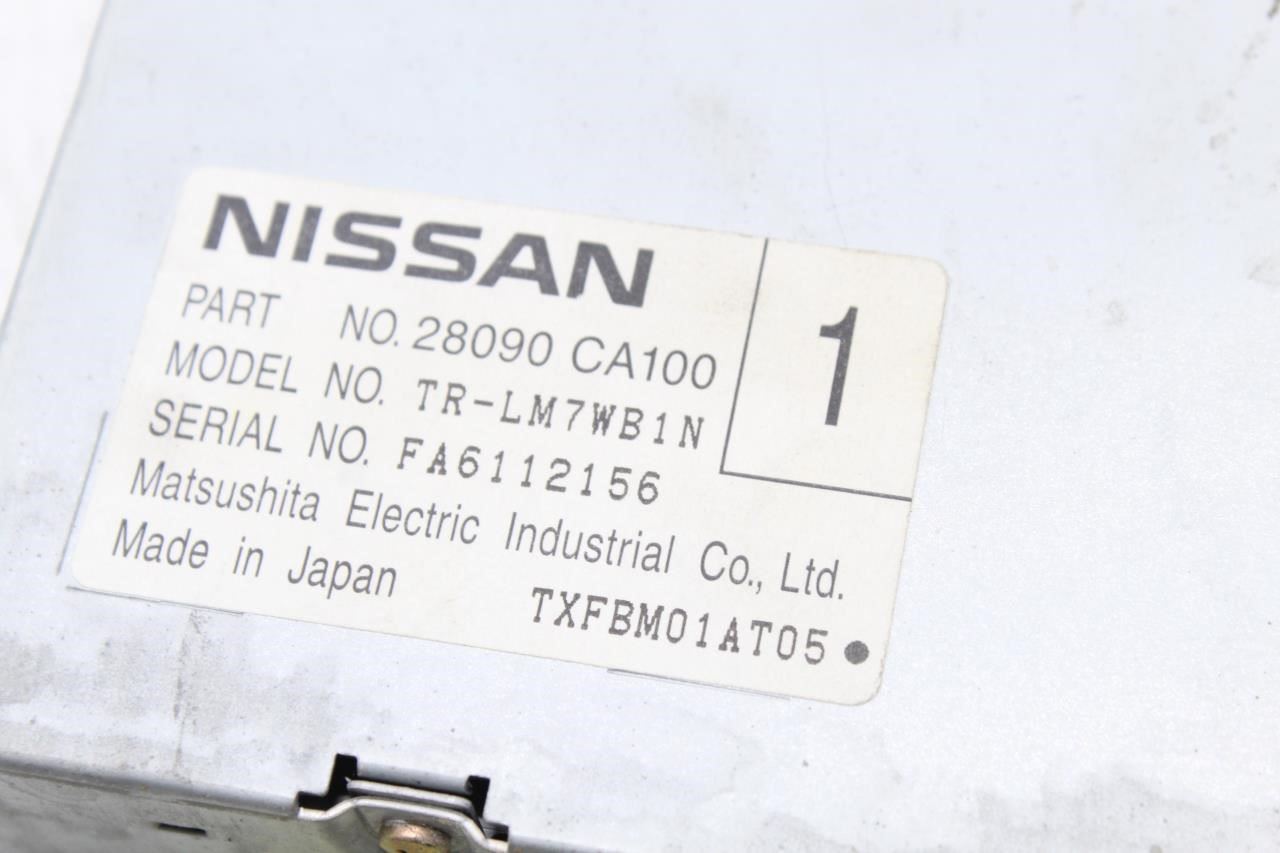 NISSAN
1
PART NO. 28090 CA100
MODEL NO. TR-LM7WB1N
SERIAL NO. FA6112156
Matsushita Electric Industrial Co., Ltd.
Made in Japan TXFBM01AT05